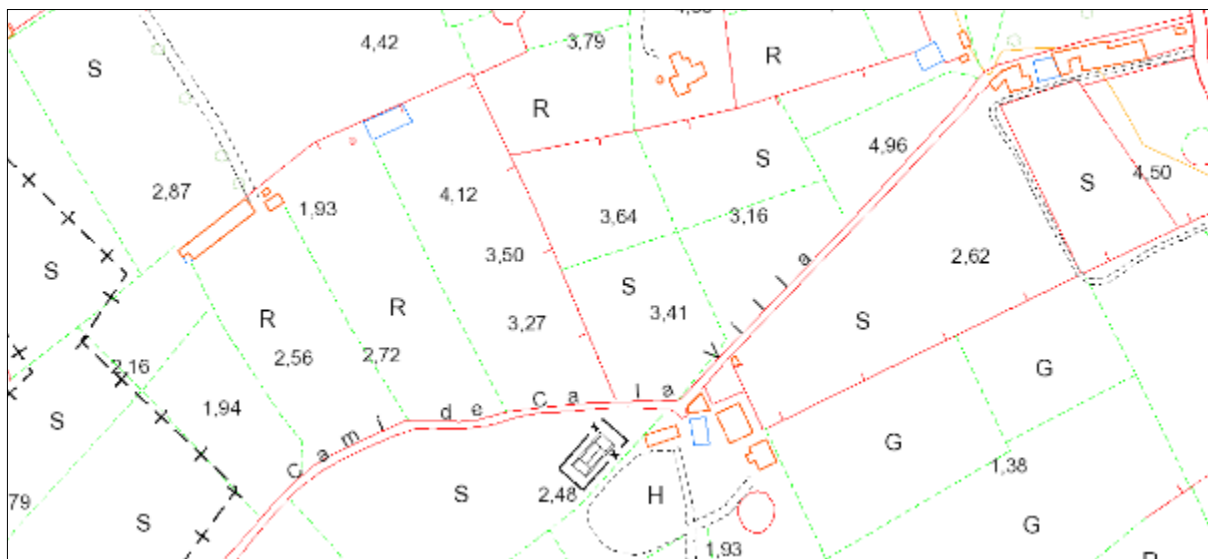 4,42
3,79
R
S
R
4,96
S
2,87
1,93
4,12
3,64
3,16
S
4,50
S
3,50
2,62
S
R
R
3,27
3,41
S
2,16
2,56
2,72
1,94
S
Cami de Ca la Vila
G
G
79
S
S
2,48
H
1,38
G
1,93